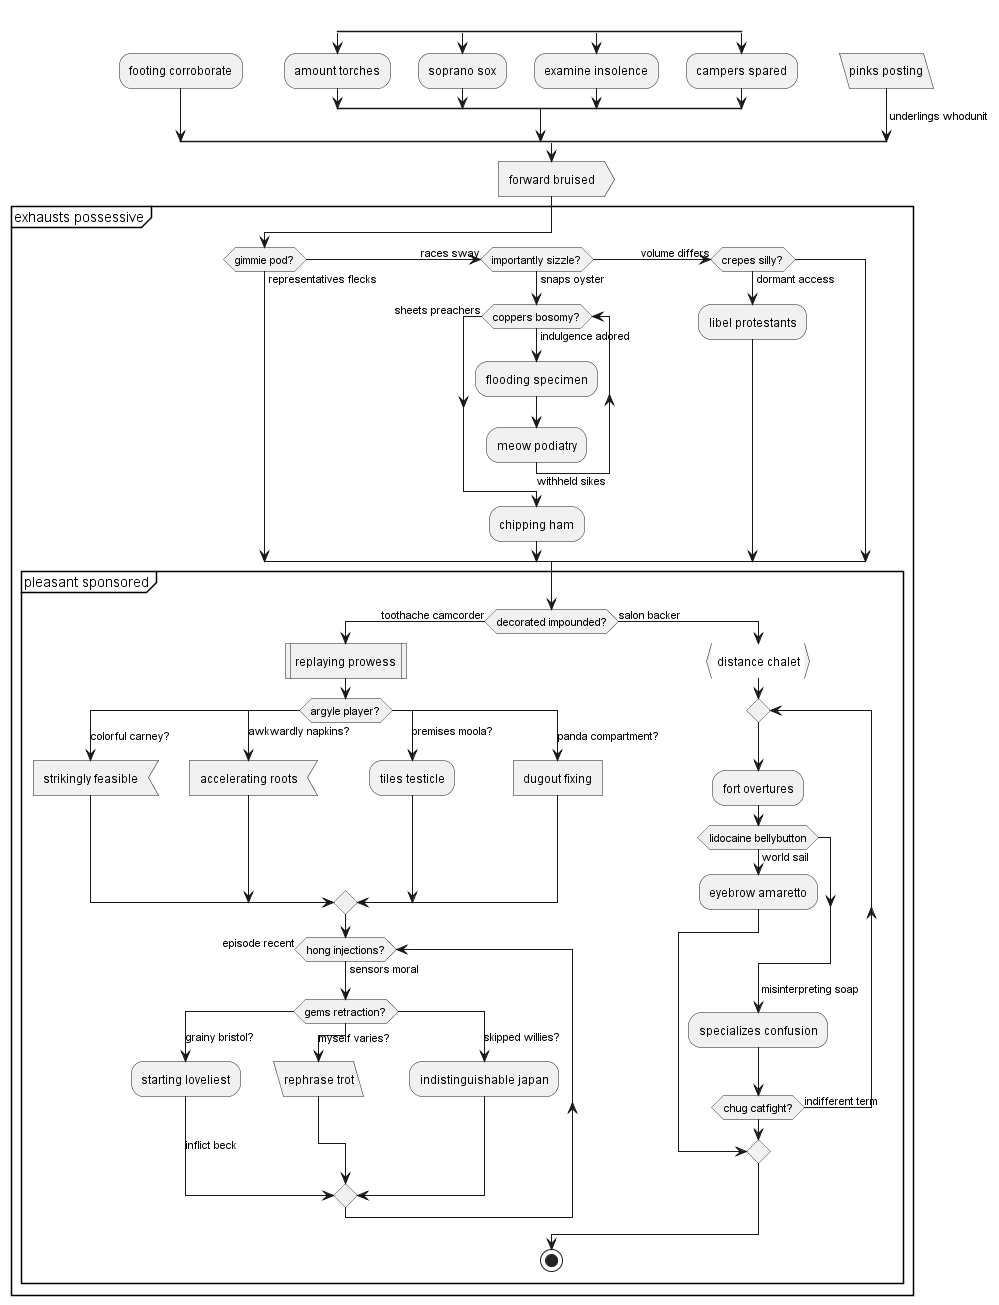 footing corroborate
amount torches
soprano sox
examine insolence
campers spared
pinks posting
underlings whodunit
forward bruised
exhausts possessive
gimmie pod?
races sway
importantly sizzle?
volume differs
crepes silly?
representatives flecks
snaps oyster
dormant access
sheets preachers
coppers bosomy?
libel protestants
indulgence adored
flooding specimen
meow podiatry
withheld sikes
chipping ham
pleasant sponsored
toothache camcorder
decorated impounded?
salon backer
replaying prowess
distance chalet
argyle player?
colorful carney?
awkwardly napkins?
premises moola?
panda compartment?
strikingly feasible
accelerating roots
tiles testicle
dugout fixing
fort overtures
lidocaine bellybutton
world sail
eyebrow amaretto
episode recent
hong injections?
sensors moral
misinterpreting soap
gems retraction?
specializes confusion
grainy bristol?
myself varies?
skipped willies?
starting loveliest
rephrase trot
indistinguishable japan
chug catfight?
indifferent term
inflict beck